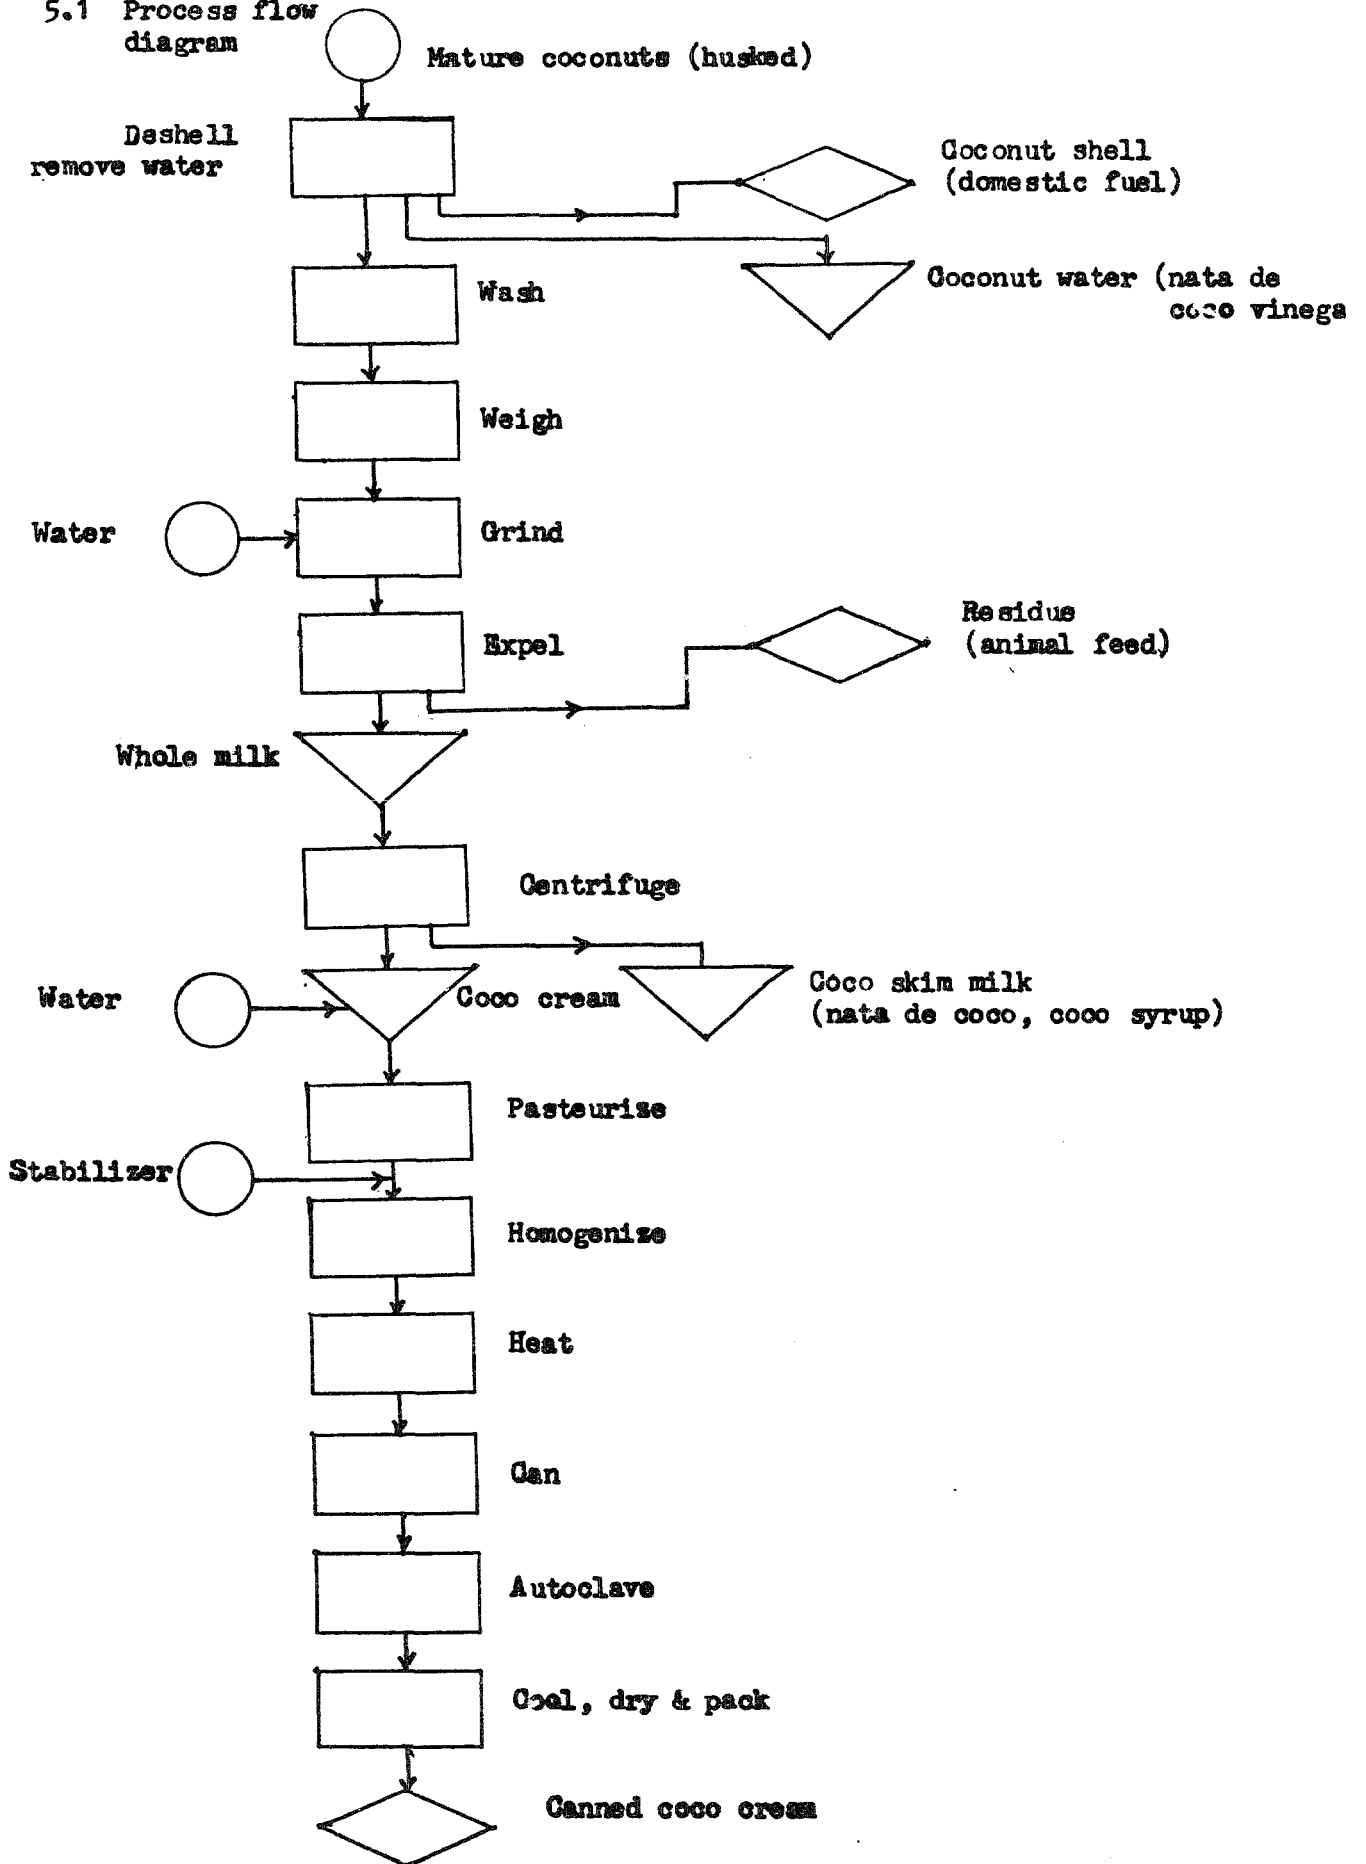 5.1 Process flow
diagram
Mature coconuts (husked)
Deshell
remove water
Coconut shell
(domestic fuel)
Wash
Coconut water (nata de
coco vinega
Weigh
Water
Grind
Residue
(animal feed)
Expel
Whole milk
Centrifuge
Water
Coco cream
Coco skim milk
(nata de coco, coco syrup)
Pasteurize
Stabilizer
Homogenize
Heat
Can
Autoclave
Cool, dry & pack
Canned coco cream